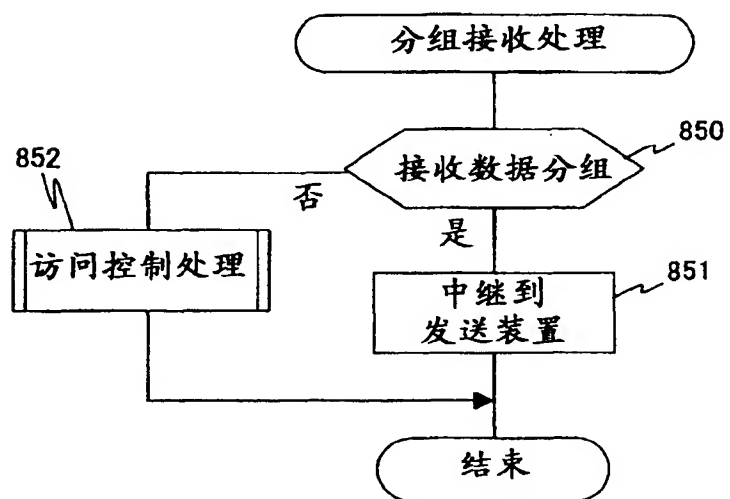 分组接收处理
850
接收数据分组
852
否
是
访问控制处理
851
中继到
发送装置
结束